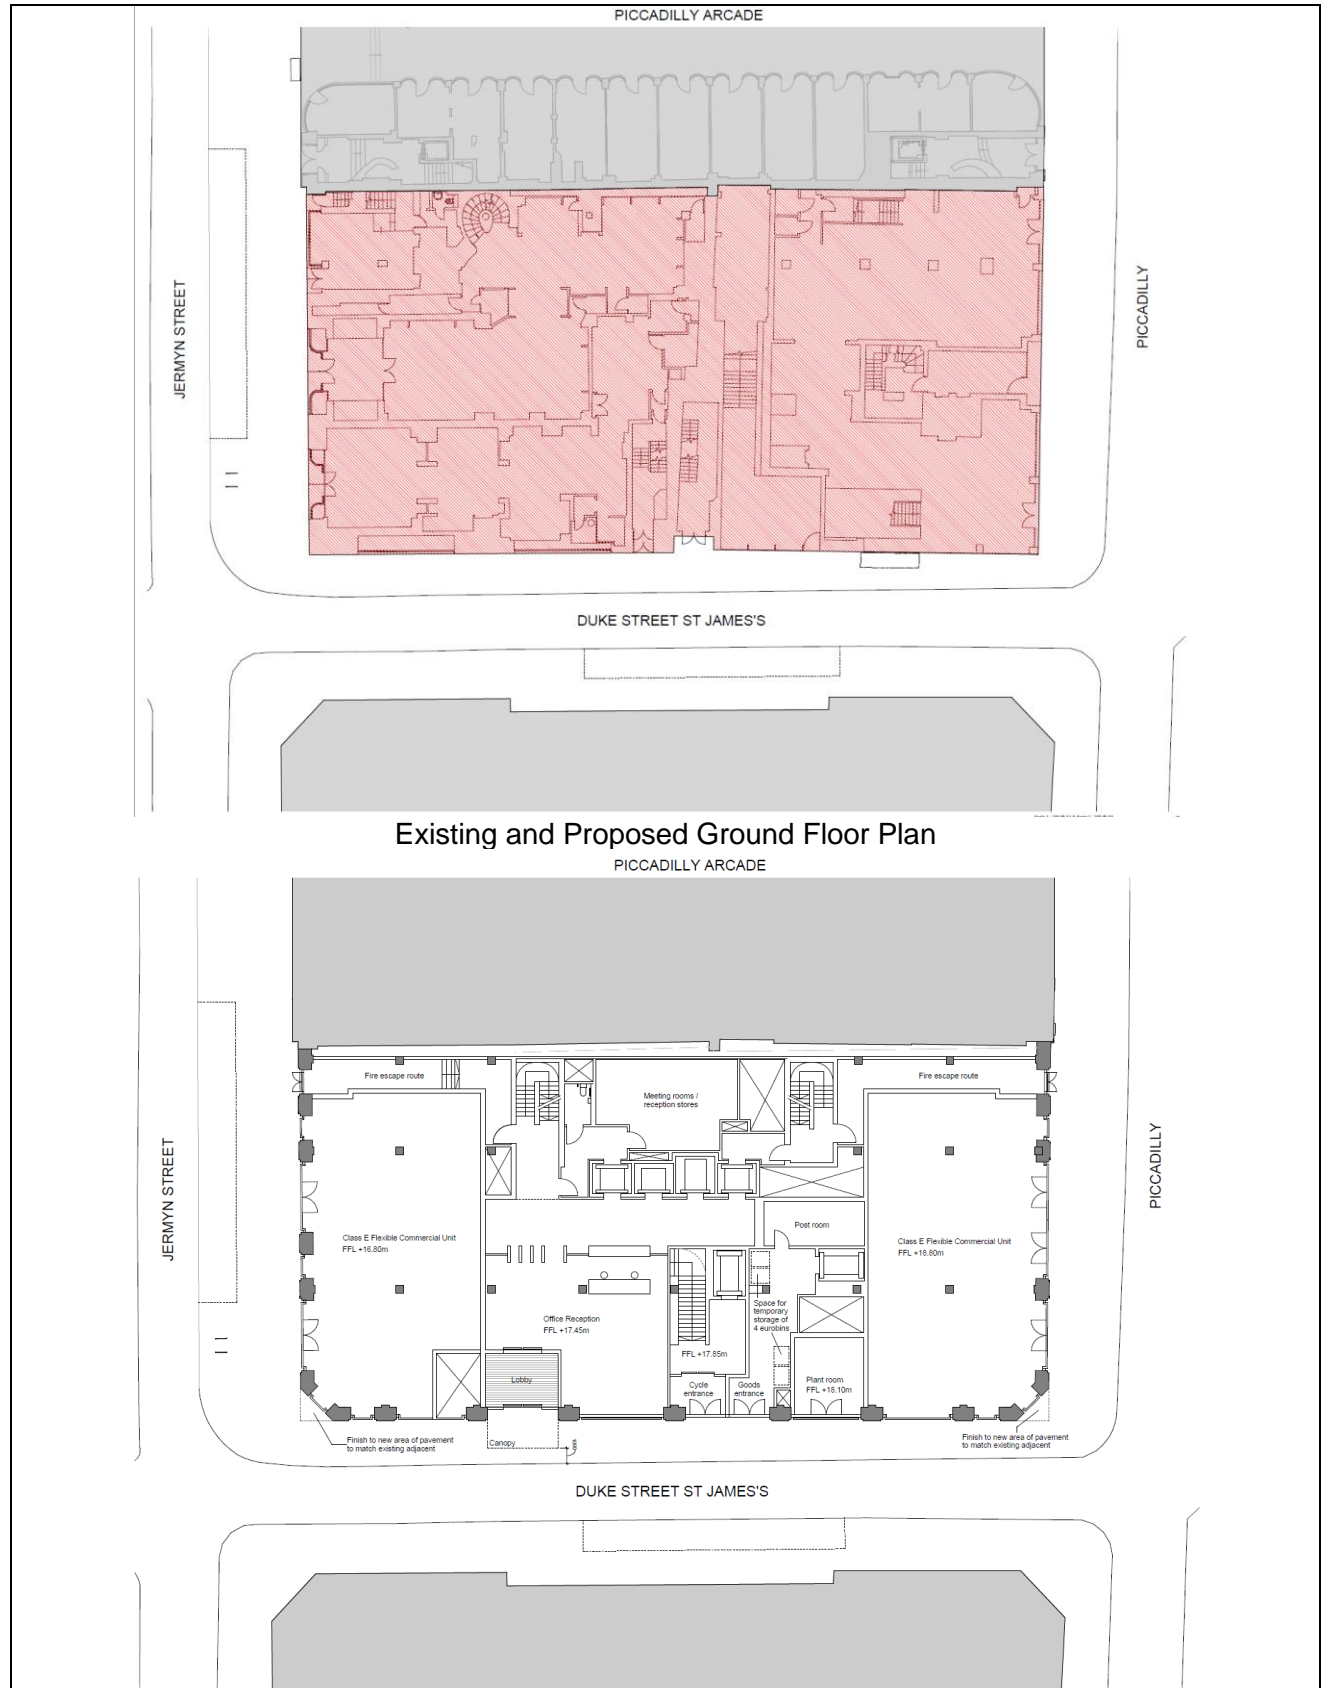 PICCADILLY ARCADE
JERMYN STREET
PICCADILLY
DUKE STREET ST JAMES'S
Existing and Proposed Ground Floor Plan
PICCADILLY ARCADE
Fire escape route
Meeting rooms /
reception stores
Fire escape route
JERMYN STREET
PICCADILLY
Post room
Class E Flexible Commercial Unit
FFL +16.80m
Class E Flexible Commercial Unit
FFL +18.80m
Office Reception
FFL +17.45m
Space for
temporary
storage of
4 eurobins
FFL +17.85m
Lobby
Cycle
entrance
Goods
entrance
Plant room
FFL +18.10m
Finish to new area of pavement
to match existing adjacent
Canopy
Finish to new area of pavement
to match existing adjacent
DUKE STREET ST JAMES'S